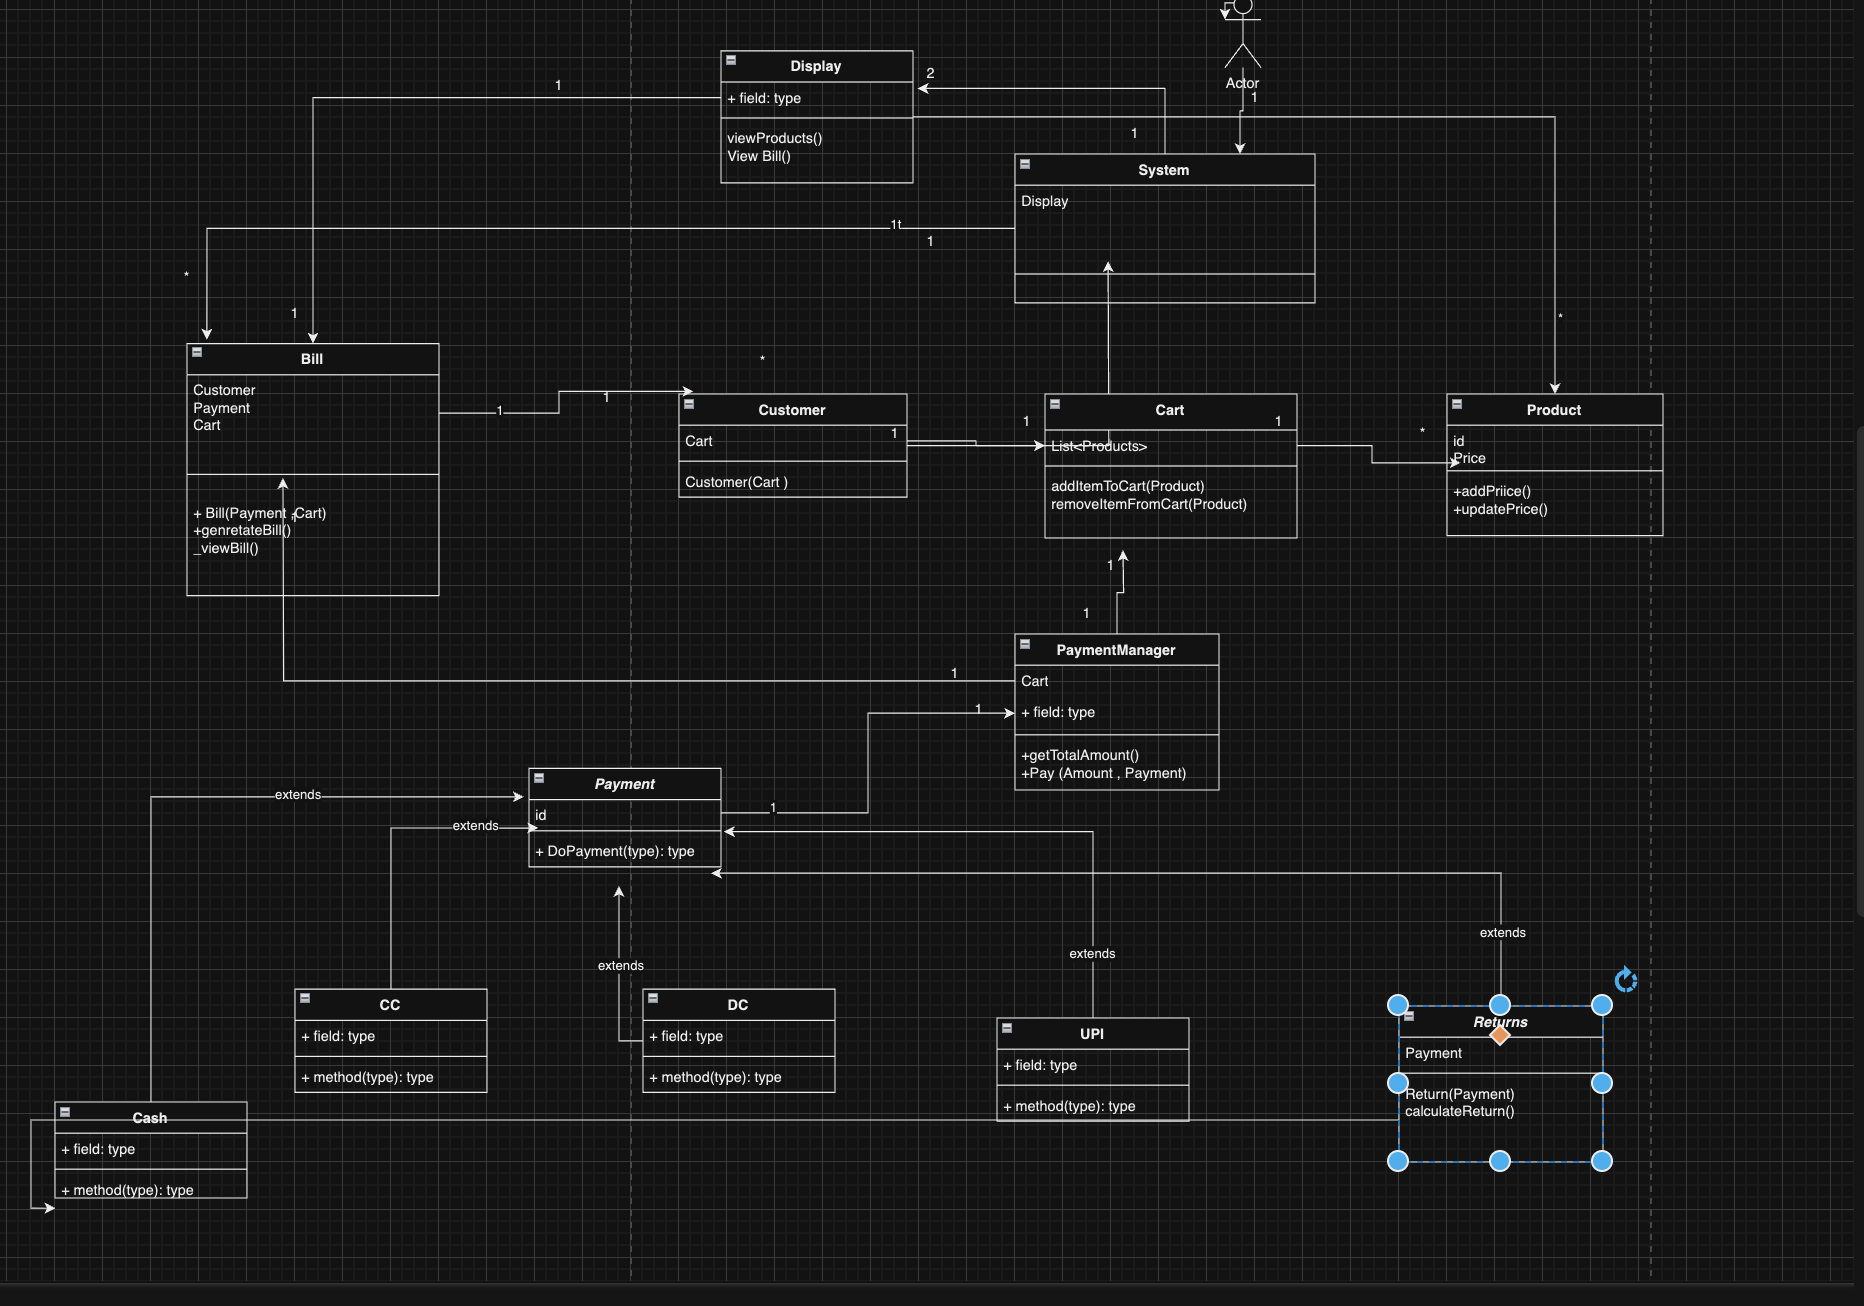 Actor
1
Display
+ field: type
viewProducts()
View Bill()
1
2
1
System
Display
1t
1
*
1
*
Bill
Customer
Payment
Cart
+ Bill(Payment ,Cart)
+genretateBill()
_viewBill()
1
1
*
Customer
Cart
1
Customer(Cart )
1
Cart
List<Products>
addItemToCart(Product)
removeItemFromCart(Product)
1
*
Product
id
Price
+addPriice()
+updatePrice()
1
1
PaymentManager
Cart
+ field: type
+getTotalAmount()
+Pay (Amount , Payment)
1
1
Payment
id
+ DoPayment(type): type
1
extends
extends
extends
extends
extends
CC
+ field: type
+ method(type): type
DC
+ field: type
+ method(type): type
UPI
+ field: type
+ method(type): type
Returns
Payment
Return(Payment)
calculateReturn()
Cash
+ field: type
+ method(type): type